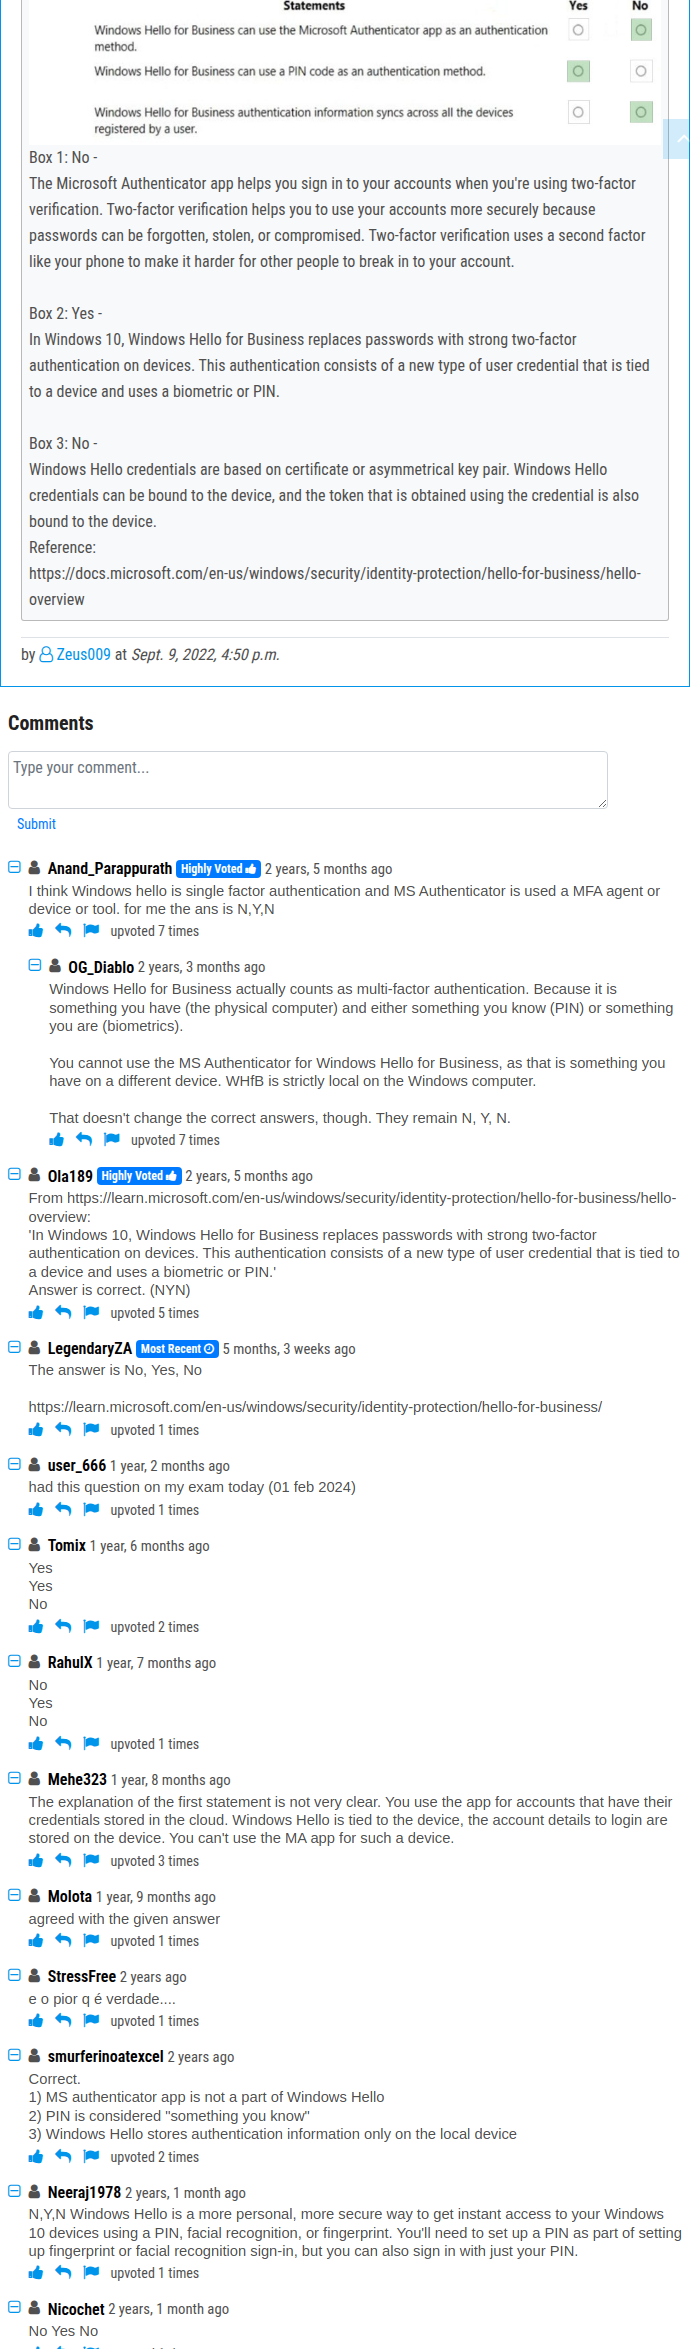 Statements Yes No
Windows Hello for Business can use the Microsoft Authenticator app as an authentication
method.
Windows Hello for Business can use a PIN code as an authentication method.
Windows Hello for Business authentication information syncs across all the devices
registered by a user.
Box 1: No -
The Microsoft Authenticator app helps you sign in to your accounts when you're using two-factor
verification. Two-factor verification helps you to use your accounts more securely because
passwords can be forgotten, stolen, or compromised. Two-factor verification uses a second factor
like your phone to make it harder for other people to break in to your account.
Box 2: Yes -
In Windows 10, Windows Hello for Business replaces passwords with strong two-factor
authentication on devices. This authentication consists of a new type of user credential that is tied
to a device and uses a biometric or PIN.
Box 3: No -
Windows Hello credentials are based on certificate or asymmetrical key pair. Windows Hello
credentials can be bound to the device, and the token that is obtained using the credential is also
bound to the device.
Reference:
https://docs.microsoft.com/en-us/windows/security/identity-protection/hello-for-business/hello-
overview
by Zeus009 at Sept. 9, 2022, 4:50 p.m.
Comments
Type your comment...
Submit
Anand_Parappurath Highly Voted 2 years, 5 months ago
I think Windows hello is single factor authentication and MS Authenticator is used a MFA agent or
device or tool. for me the ans is N,Y,N
upvoted 7 times
OG_Diablo 2 years, 3 months ago
Windows Hello for Business actually counts as multi-factor authentication. Because it is
something you have (the physical computer) and either something you know (PIN) or something
you are (biometrics).
You cannot use the MS Authenticator for Windows Hello for Business, as that is something you
have on a different device. WHfB is strictly local on the Windows computer.
That doesn't change the correct answers, though. They remain N, Y, N.
upvoted 7 times
Ola189 Highly Voted 2 years, 5 months ago
From https://learn.microsoft.com/en-us/windows/security/identity-protection/hello-for-business/hello-
overview:
'In Windows 10, Windows Hello for Business replaces passwords with strong two-factor
authentication on devices. This authentication consists of a new type of user credential that is tied to
a device and uses a biometric or PIN.'
Answer is correct. (NYN)
upvoted 5 times
LegendaryZA Most Recent 5 months, 3 weeks ago
The answer is No, Yes, No
https://learn.microsoft.com/en-us/windows/security/identity-protection/hello-for-business/
upvoted 1 times
user_666 1 year, 2 months ago
had this question on my exam today (01 feb 2024)
upvoted 1 times
Tomix 1 year, 6 months ago
Yes
Yes
No
upvoted 2 times
RahulX 1 year, 7 months ago
No
Yes
No
upvoted 1 times
Mehe323 1 year, 8 months ago
The explanation of the first statement is not very clear. You use the app for accounts that have their
credentials stored in the cloud. Windows Hello is tied to the device, the account details to login are
stored on the device. You can't use the MA app for such a device.
upvoted 3 times
Molota 1 year, 9 months ago
agreed with the given answer
upvoted 1 times
StressFree 2 years ago
e o pior q é verdade....
upvoted 1 times
smurferinoatexcel 2 years ago
Correct.
1) MS authenticator app is not a part of Windows Hello
2) PIN is considered "something you know"
3) Windows Hello stores authentication information only on the local device
upvoted 2 times
Neeraj1978 2 years, 1 month ago
N,Y,N Windows Hello is a more personal, more secure way to get instant access to your Windows
10 devices using a PIN, facial recognition, or fingerprint. You'll need to set up a PIN as part of setting
up fingerprint or facial recognition sign-in, but you can also sign in with just your PIN.
upvoted 1 times
Nicochet 2 years, 1 month ago
No Yes No